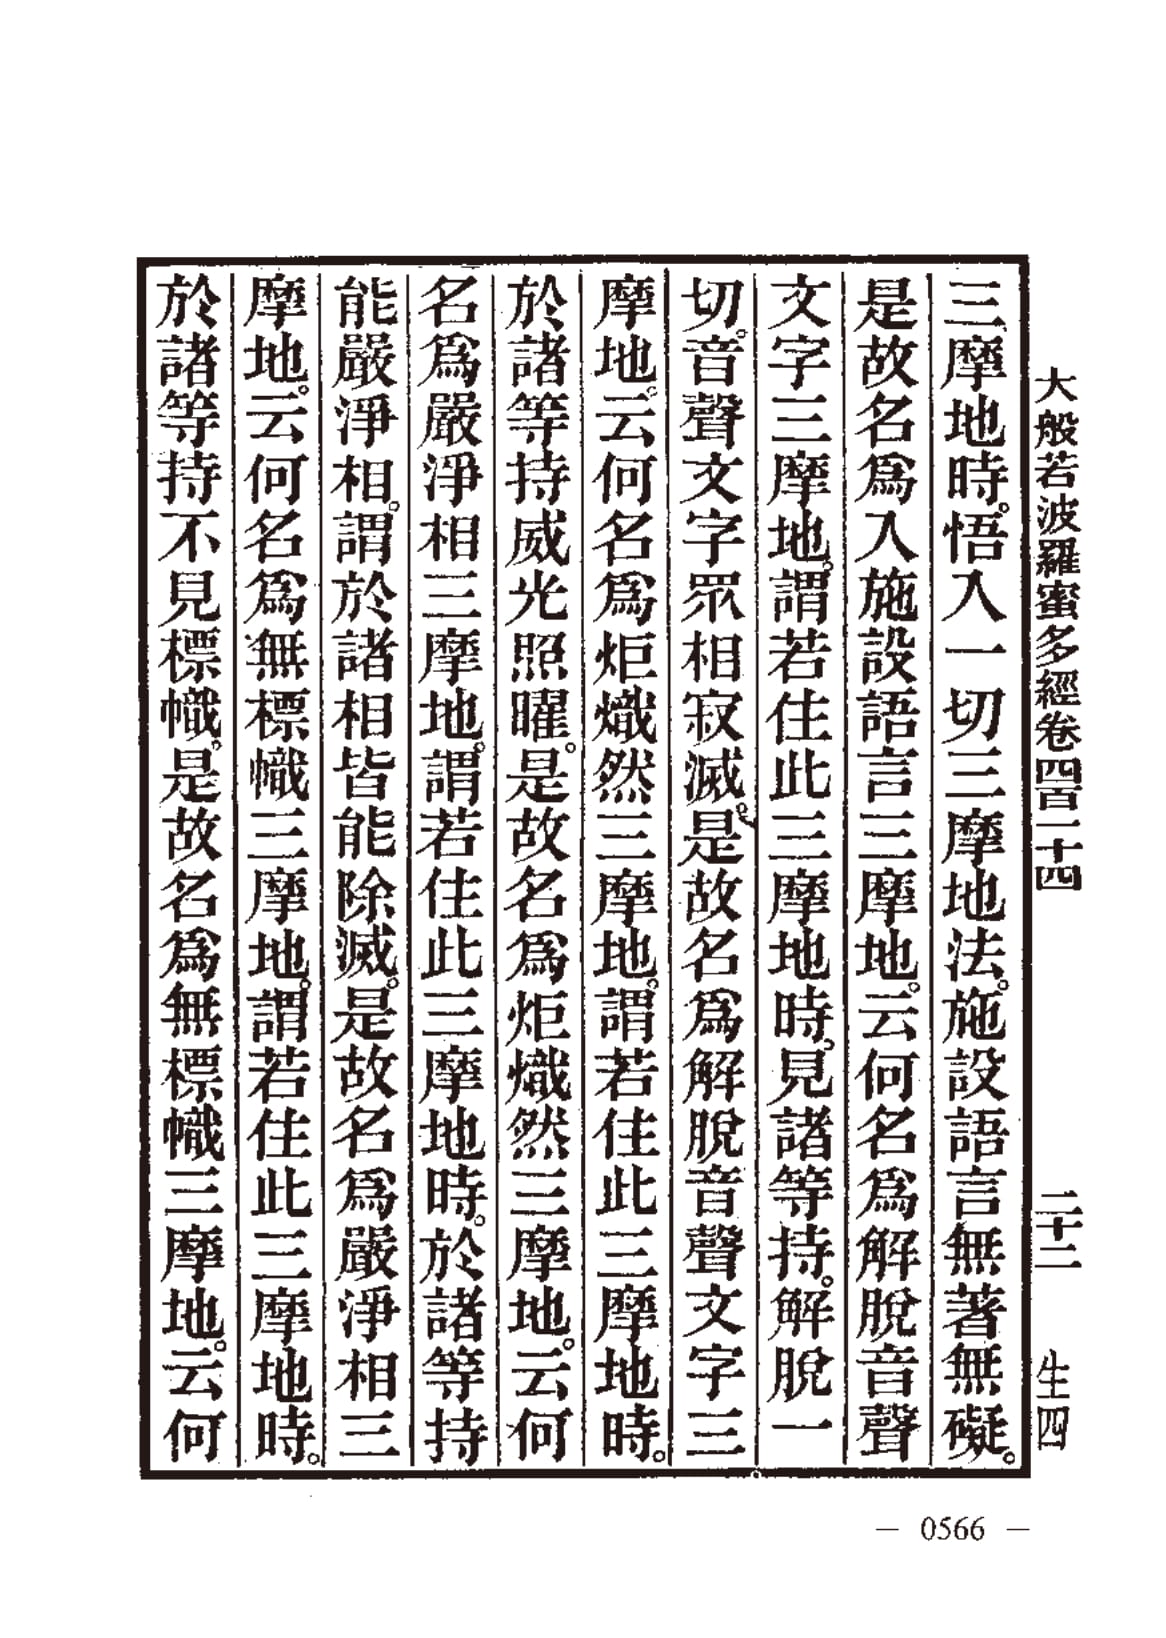 大般若波羅蜜多經卷四百一十四　二十二　生四
三摩地時。悟入一切三摩地法。施設語言無著無礙。
是故名爲入施設語言三摩地。云何名爲解脫音聲
文字三摩地。謂若住此三摩地時。見諸等持。解脫一
切。音聲文字眾相寂滅。是故名爲解脫音聲文字三
摩地。云何名爲炬熾然三摩地。謂若住此三摩地時。
於諸等持威光照曜。是故名爲炬熾然三摩地。云何
名爲嚴淨相三摩地。謂若住此三摩地時。於諸等持
能嚴淨相。謂於諸相皆能除滅。是故名爲嚴淨相三
摩地。云何名爲無標幟三摩地。謂若住此三摩地時。
於諸等持不見標幟。是故名爲無標幟三摩地。云何
— 0566 —